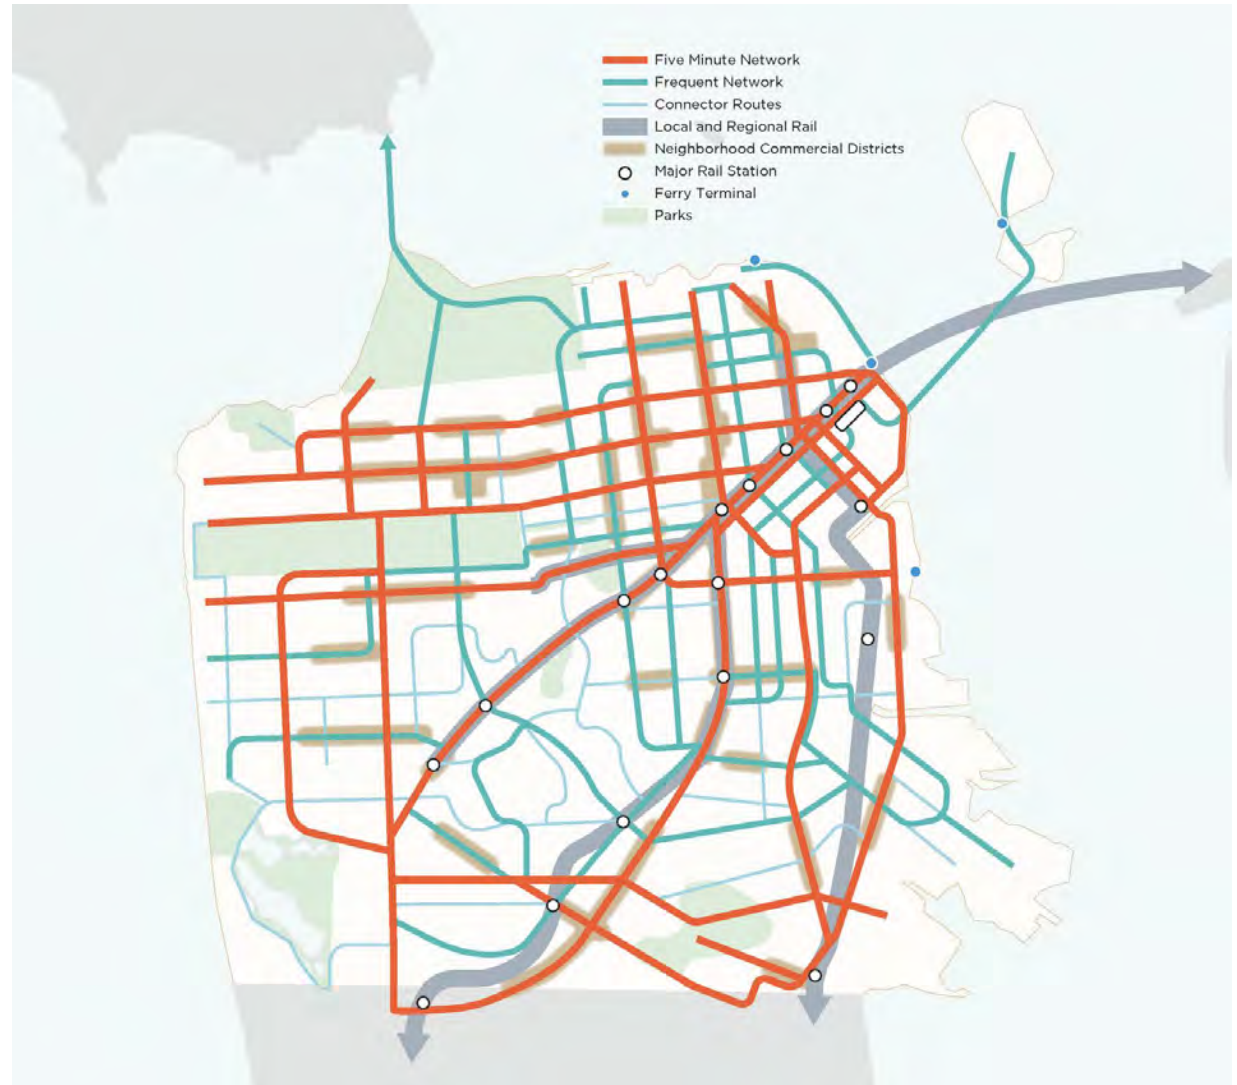 Five Minute Network
Frequent Network
Connector Routes
Local and Regional Rail
Neighborhood Commercial Districts
Major Rail Station
Ferry Terminal
Parks